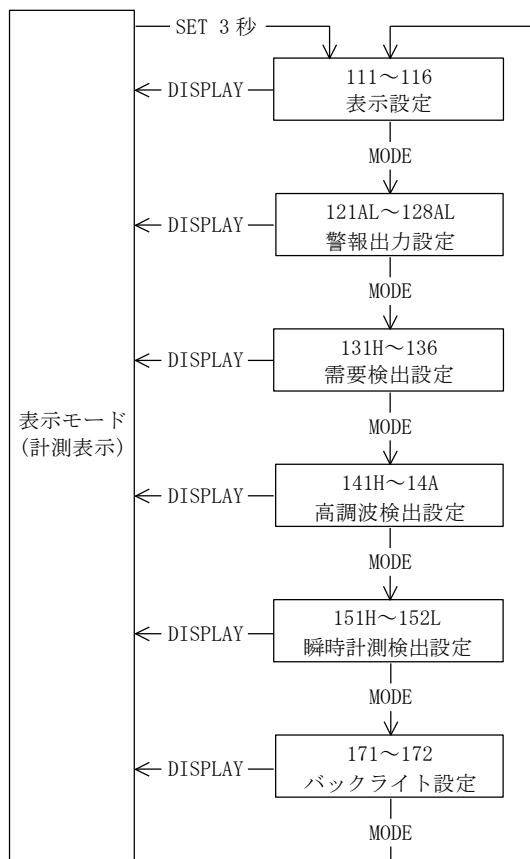 SET 3秒
111～116
DISPLAY
表示設定
MODE
121AL～128AL
DISPLAY
警報出力設定
MODE
131H～136
DISPLAY
需要検出設定
表示モード
(計測表示)
MODE
141H～14A
DISPLAY
高調波検出設定
MODE
151H～152L
DISPLAY
瞬時計測検出設定
MODE
171～172
DISPLAY
バックライト設定
MODE